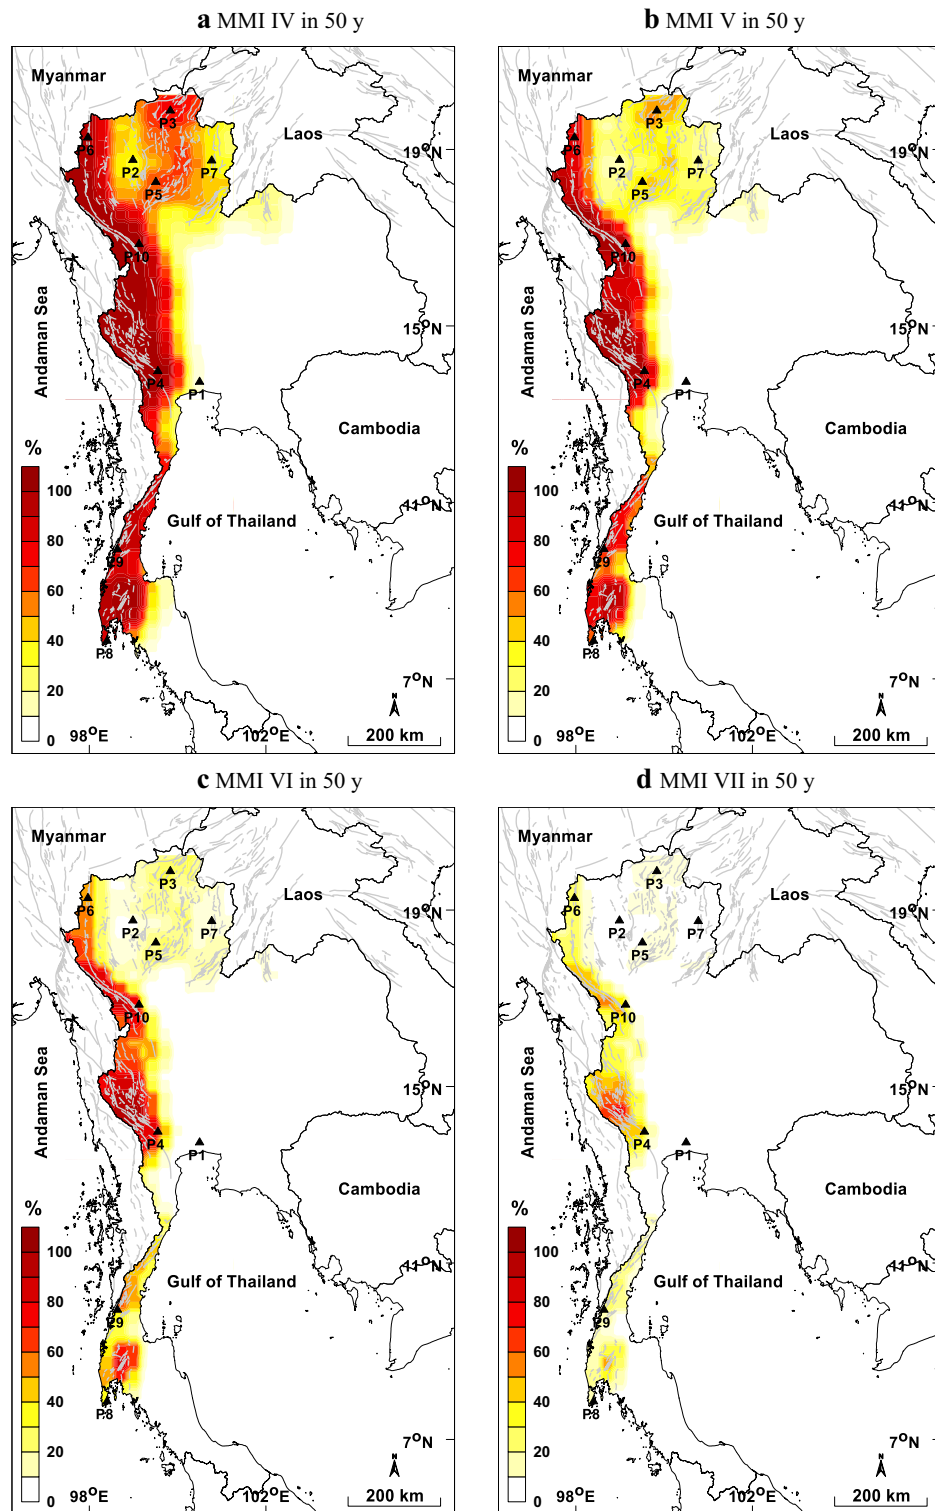 a MMI IV in 50 y
Myanmar
P3
Laos
P6
19°N
P2
P7
P5
P10
Andaman Sea
15°N
P4
P1
Cambodia
%
100
11°N
Gulf of Thailand
80
P9
60
40
P8
20
7°N
N
0
98°E
102°E
200 km
b MMI V in 50 y
Myanmar
P3
Laos
P6
19°N
P2
P7
P5
P10
Andaman Sea
15°N
P4
P1
Cambodia
%
100
11°N
Gulf of Thailand
80
P9
60
40
P8
20
7°N
N
0
98°E
102°E
200 km
c MMI VI in 50 y
Myanmar
P3
Laos
P6
19°N
P2
P7
P5
P10
Andaman Sea
15°N
P4
P1
Cambodia
%
100
11°N
Gulf of Thailand
80
P9
60
40
P8
20
7°N
N
0
98°E
102°E
200 km
d MMI VII in 50 y
Myanmar
P3
Laos
P6
19°N
P2
P7
P5
P10
Andaman Sea
15°N
P4
P1
Cambodia
%
100
11°N
Gulf of Thailand
80
P9
60
40
P8
20
7°N
N
0
98°E
102°E
200 km